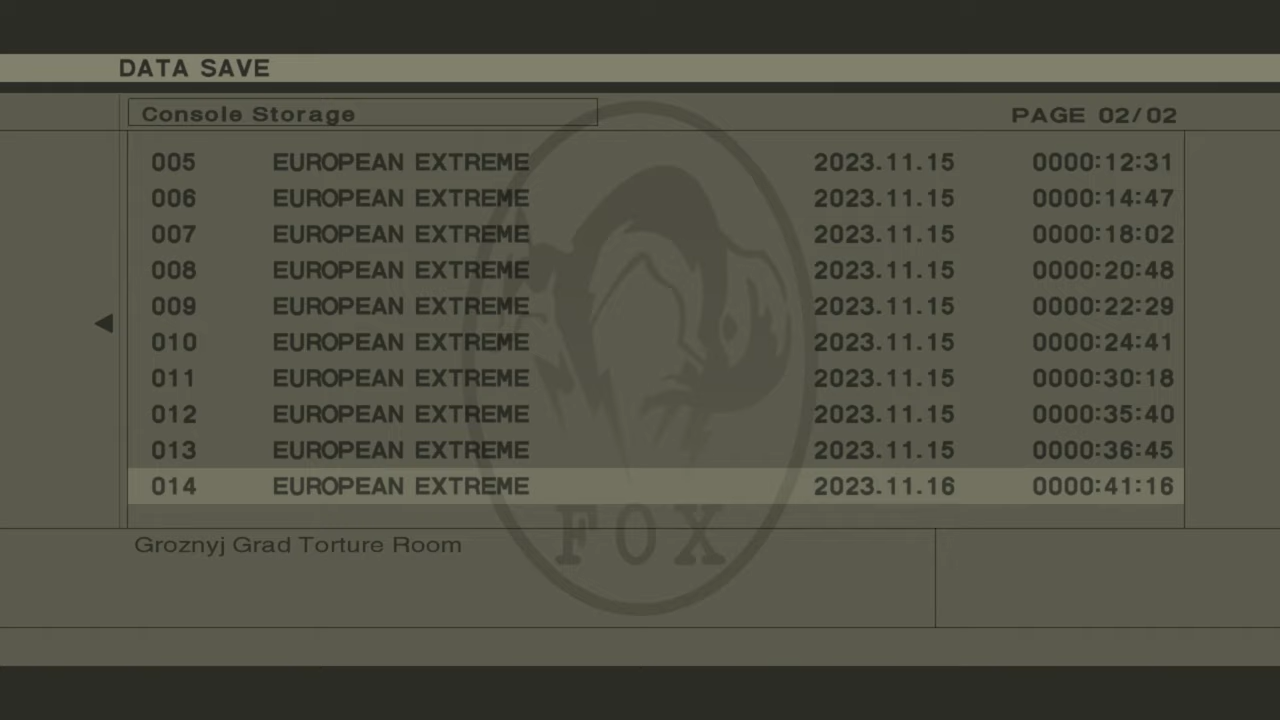 DATA SAVE
Console Storage PAGE 02/02
005 EUROPEAN EXTREME 2023.11.15 0000:12:31
006 EUROPEAN EXTREME 2023.11.15 0000:14:47
007 EUROPEAN EXTREME 2023.11.15 0000:18:02
008 EUROPEAN EXTREME 2023.11.15 0000:20:48
009 EUROPEAN EXTREME 2023.11.15 0000:22:29
010 EUROPEAN EXTREME 2023.11.15 0000:24:41
011 EUROPEAN EXTREME 2023.11.15 0000:30:18
012 EUROPEAN EXTREME 2023.11.15 0000:35:40
013 EUROPEAN EXTREME 2023.11.15 0000:36:45
014 EUROPEAN EXTREME 2023.11.16 0000:41:16
FOX
Groznyj Grad Torture Room